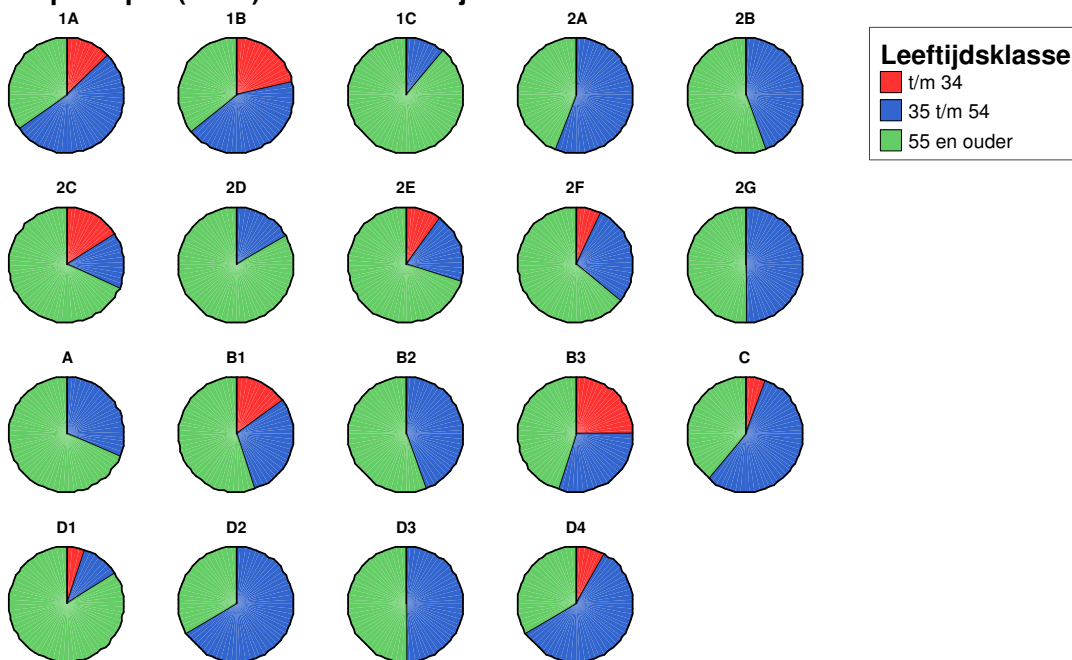 1A 1B 1C 2A 2B
Leeftijdsklasse
t/m 34
35 t/m 54
55 en ouder
2C 2D 2E 2F 2G
A B1 B2 B3 C
D1 D2 D3 D4